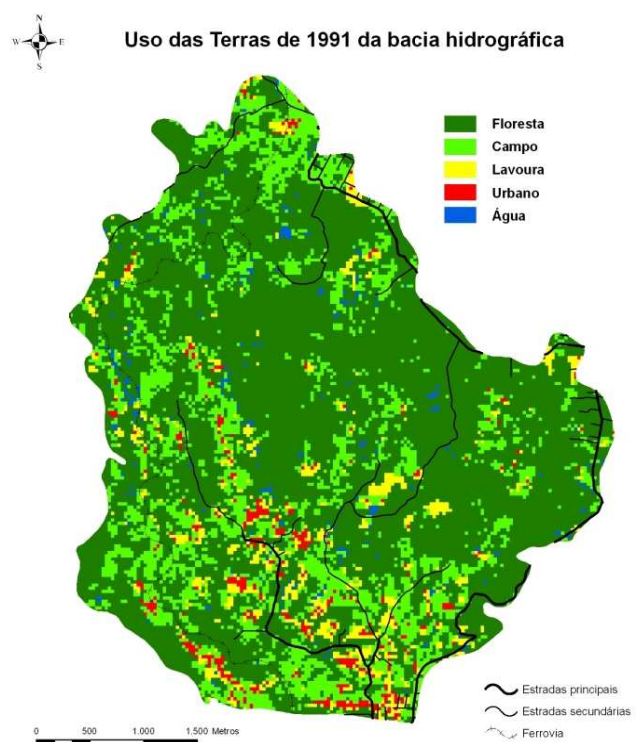 N
W E
S
Uso das Terras de 1991 da bacia hidrográfica
Floresta
Campo
Lavoura
Urbano
Água
Estradas principais
Estradas secundárias
Ferrovia
0 500 1.000 1.500 Metros